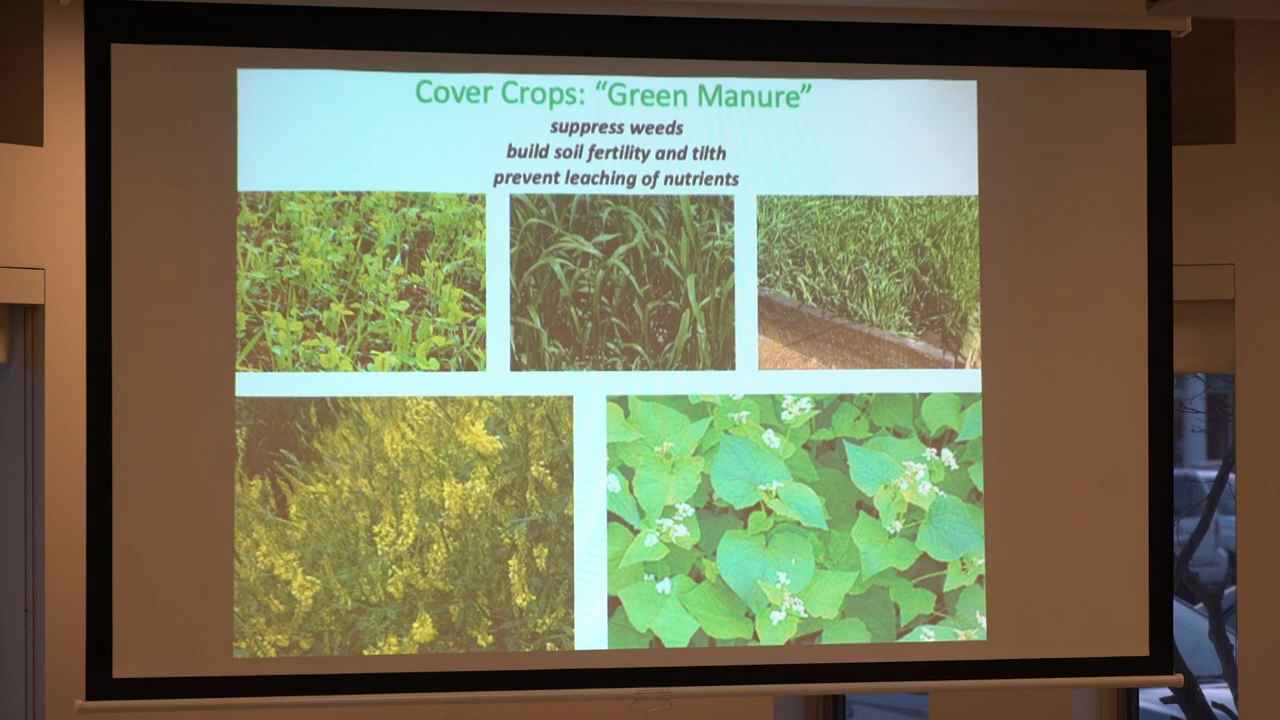 Cover Crops: “Green Manure”
suppress weeds
build soil fertility and tilth
prevent leaching of nutrients